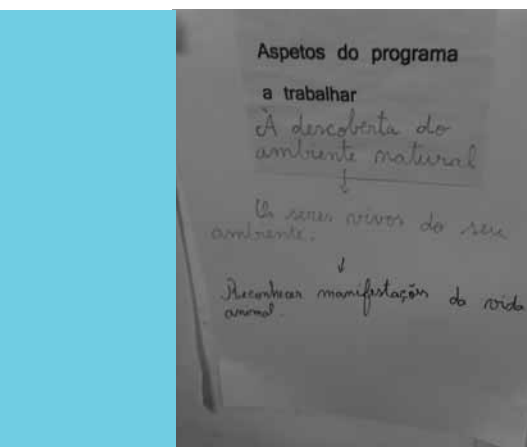 Aspetos do programa
a trabalhar
À descoberta do
ambiente natural
↓
Os seres vivos do seu
ambiente.
↓
Reconhecer manifestações da vida
animal.